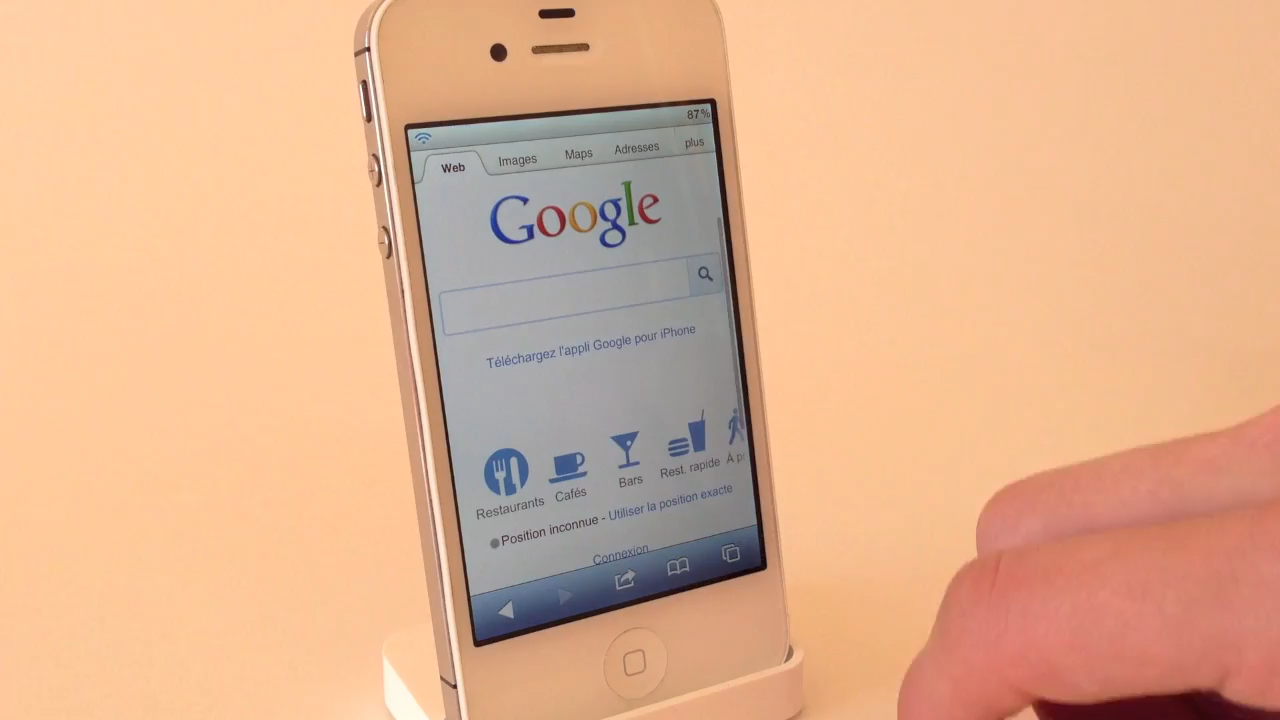 87%
Web Images Maps Adresses plus
Google
Téléchargez l'appli Google pour iPhone
Restaurants Cafés Bars Rest. rapide À p
Position inconnue - Utiliser la position exacte
Connexion